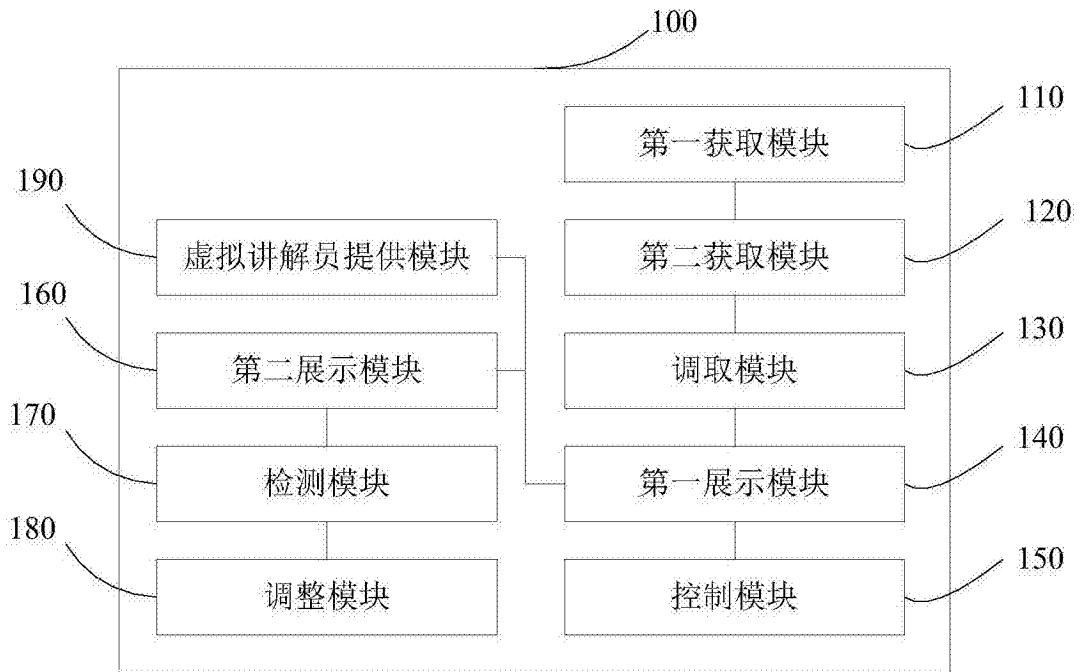 100
第一获取模块
110
190
虚拟讲解员提供模块
第二获取模块
120
160
第二展示模块
调取模块
130
170
检测模块
第一展示模块
140
180
调整模块
控制模块
150